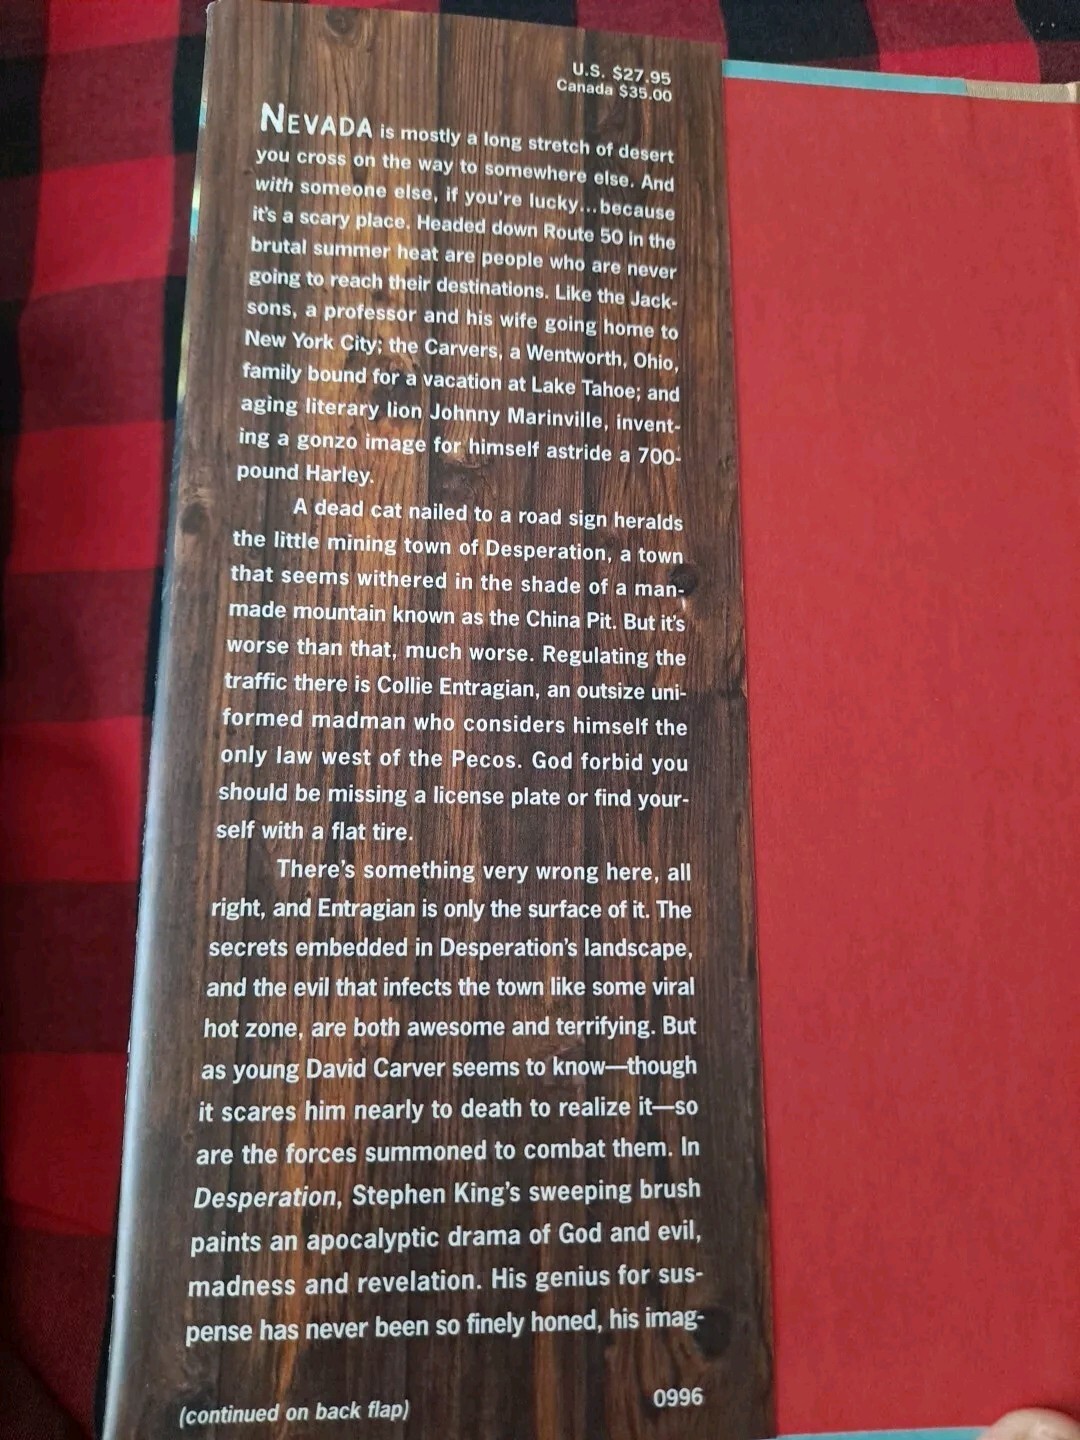 U.S. $27.95
Canada $35.00
NEVADA is mostly a long stretch of desert
you cross on the way to somewhere else. And
with someone else, if you're lucky...because
it's a scary place. Headed down Route 50 in the
brutal summer heat are people who are never
going to reach their destinations. Like the Jack-
sons, a professor and his wife going home to
New York City; the Carvers, a Wentworth, Ohio,
family bound for a vacation at Lake Tahoe; and
aging literary lion Johnny Marinville, invent-
ing a gonzo image for himself astride a 700-
pound Harley.
A dead cat nailed to a road sign heralds
the little mining town of Desperation, a town
that seems withered in the shade of a man-
made mountain known as the China Pit. But it's
worse than that, much worse. Regulating the
traffic there is Collie Entragian, an outsize uni-
formed madman who considers himself the
only law west of the Pecos. God forbid you
should be missing a license plate or find your-
self with a flat tire.
There's something very wrong here, all
right, and Entragian is only the surface of it. The
secrets embedded in Desperation's landscape,
and the evil that infects the town like some viral
hot zone, are both awesome and terrifying. But
as young David Carver seems to know—though
it scares him nearly to death to realize it—so
are the forces summoned to combat them. In
Desperation, Stephen King's sweeping brush
paints an apocalyptic drama of God and evil,
madness and revelation. His genius for sus-
pense has never been so finely honed, his imag-
0996
(continued on back flap)